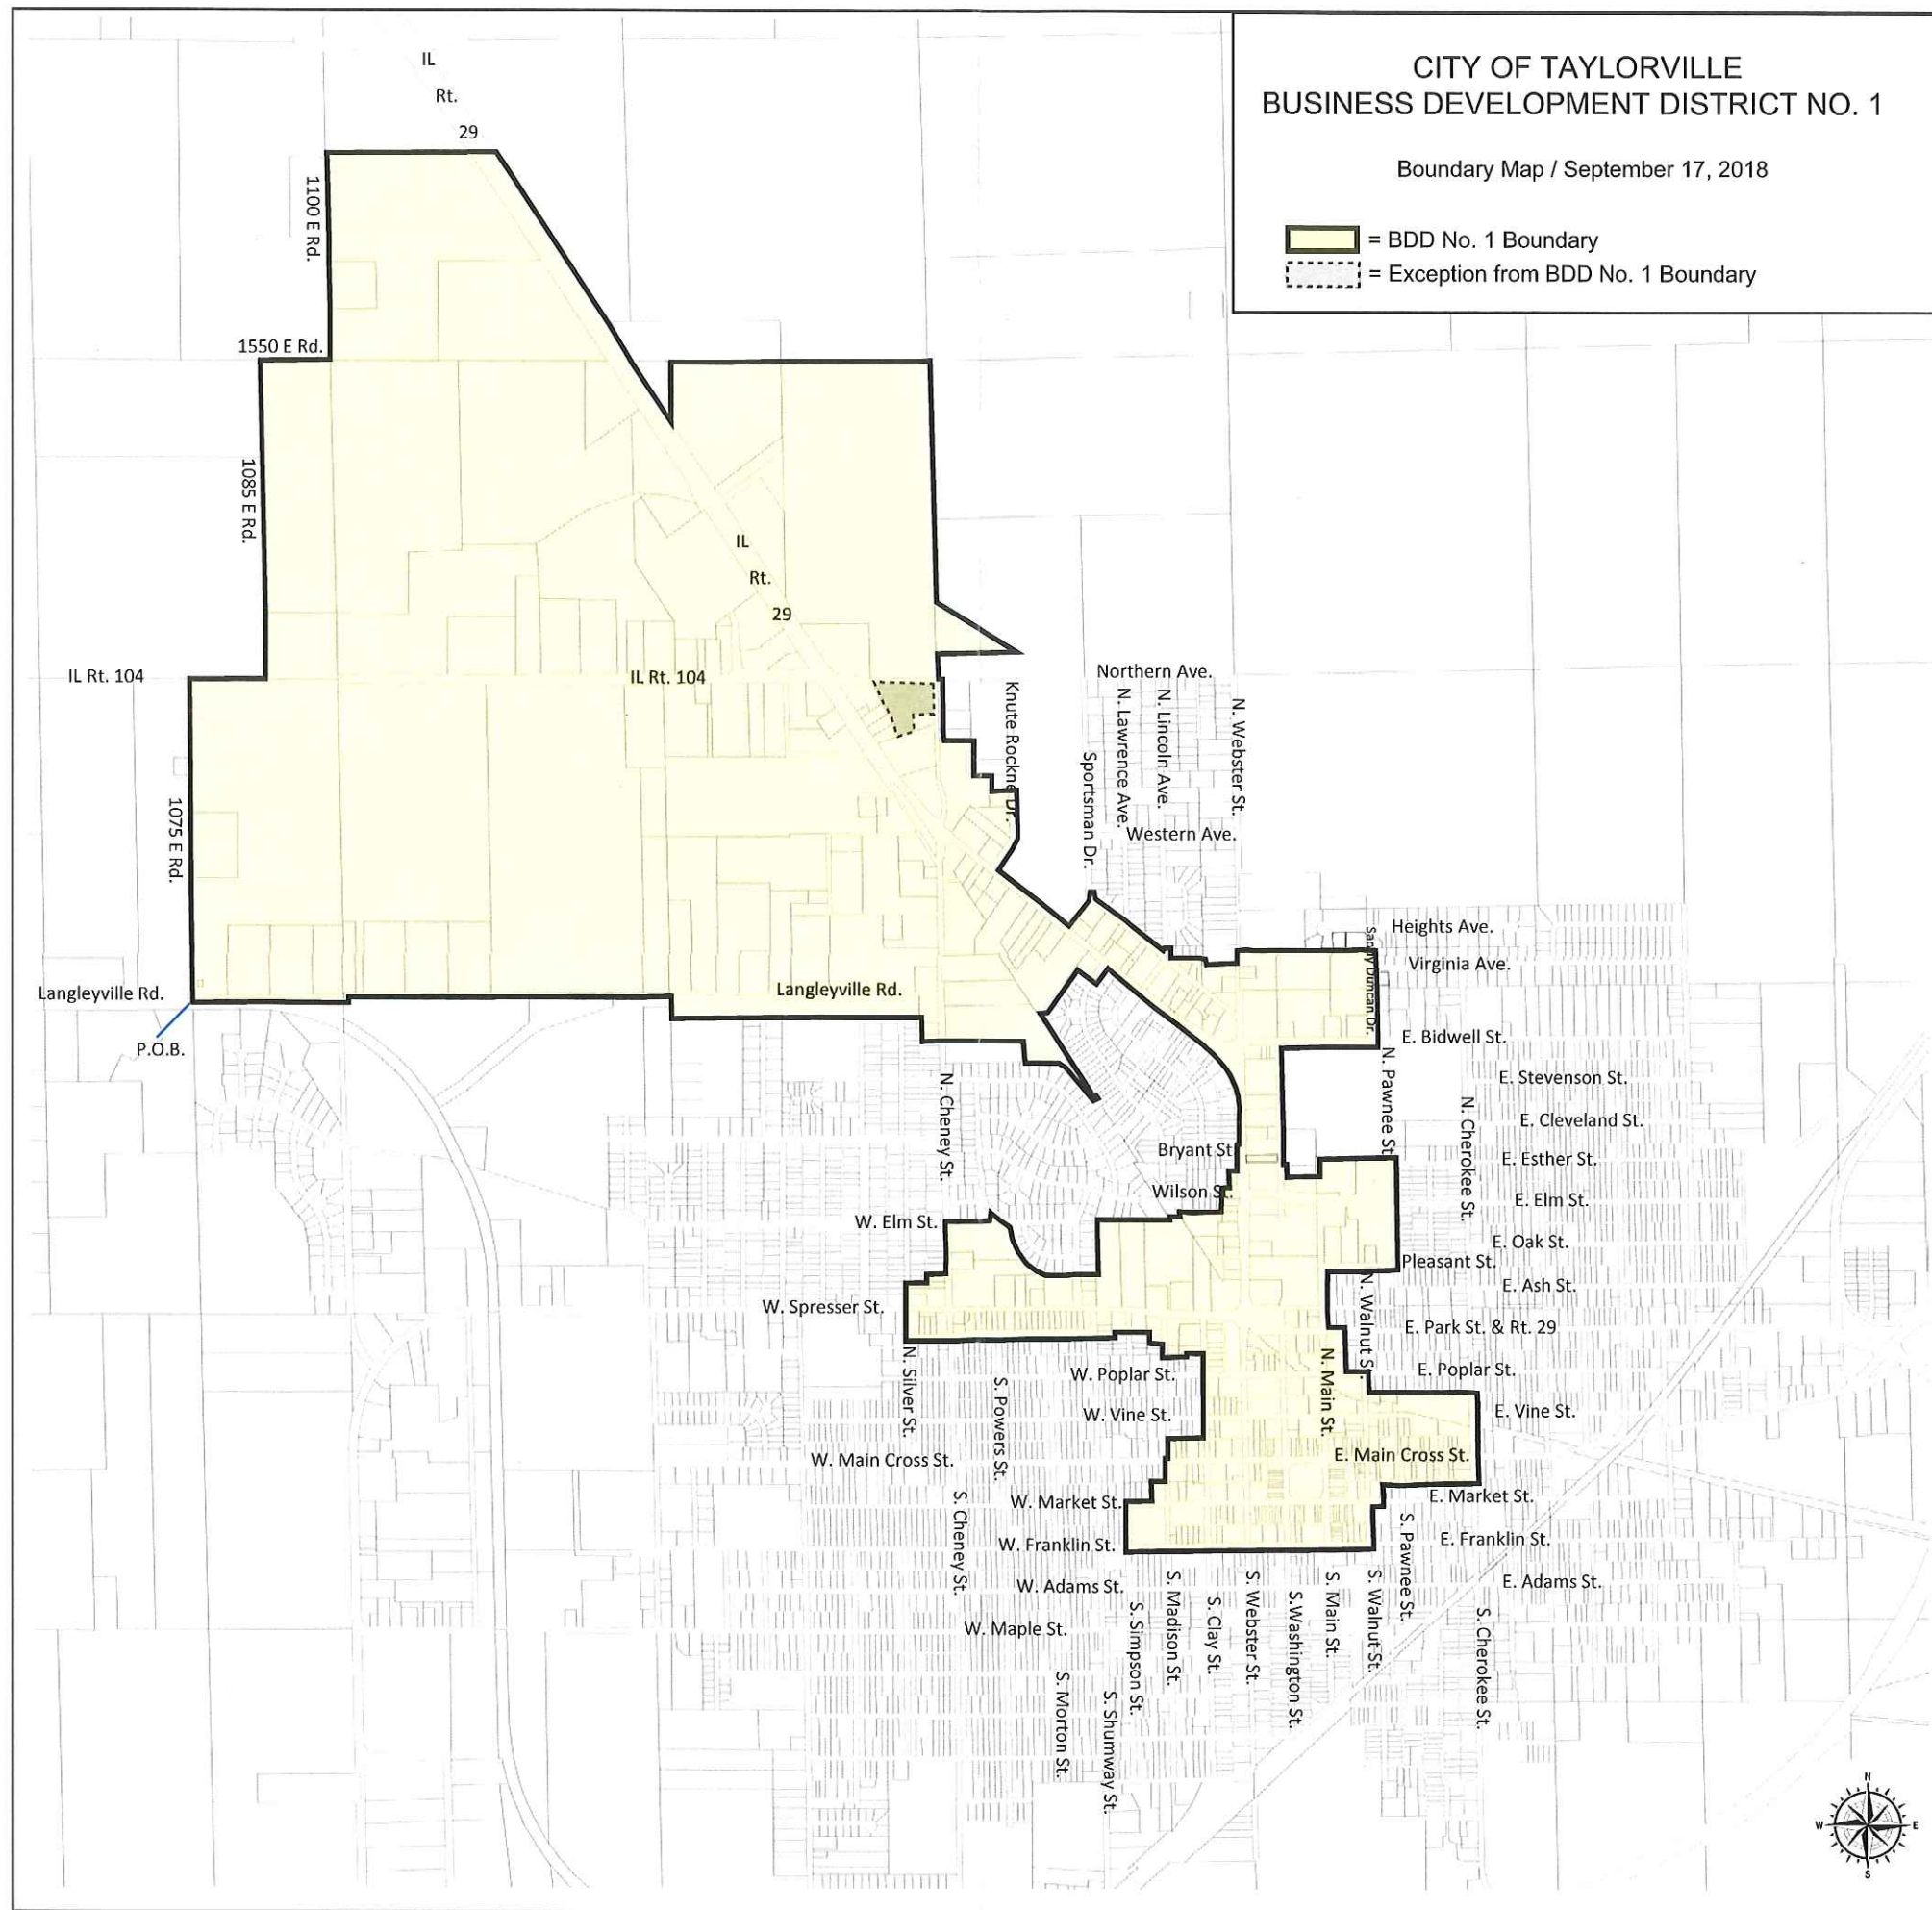 CITY OF TAYLORVILLE
BUSINESS DEVELOPMENT DISTRICT NO. 1
Boundary Map / September 17, 2018
= BDD No. 1 Boundary
= Exception from BDD No. 1 Boundary
IL
Rt.
29
1100 E Rd.
1550 E Rd.
1085 E Rd.
IL
Rt.
29
IL Rt. 104
IL Rt. 104
Knute Rockne Dr.
Northern Ave.
N. Lawrence Ave.
N. Lincoln Ave.
N. Webster St.
Sportsman Dr.
1075 E Rd.
Western Ave.
Heights Ave.
Sandy Duncan Dr.
Virginia Ave.
Langleyville Rd.
Langleyville Rd.
P.O.B.
E. Bidwell St.
N. Pawnee St.
E. Stevenson St.
N. Cheney St.
N. Cherokee St.
E. Cleveland St.
Bryant St
E. Esther St.
Wilson St.
E. Elm St.
W. Elm St.
E. Oak St.
Pleasant St.
N. Walnut St.
E. Ash St.
W. Spresser St.
E. Park St. & Rt. 29
N. Silver St.
N. Main St.
W. Poplar St.
E. Poplar St.
S. Powers St.
W. Vine St.
E. Vine St.
W. Main Cross St.
E. Main Cross St.
S. Cheney St.
W. Market St.
E. Market St.
S. Pawnee St.
W. Franklin St.
E. Franklin St.
W. Adams St.
E. Adams St.
S. Simpson St.
S. Madison St.
S. Clay St.
S. Webster St.
S.Washington St.
S. Main St.
S. Walnut St.
S. Cherokee St.
W. Maple St.
S. Morton St.
S. Shumway St.
N
W
E
S